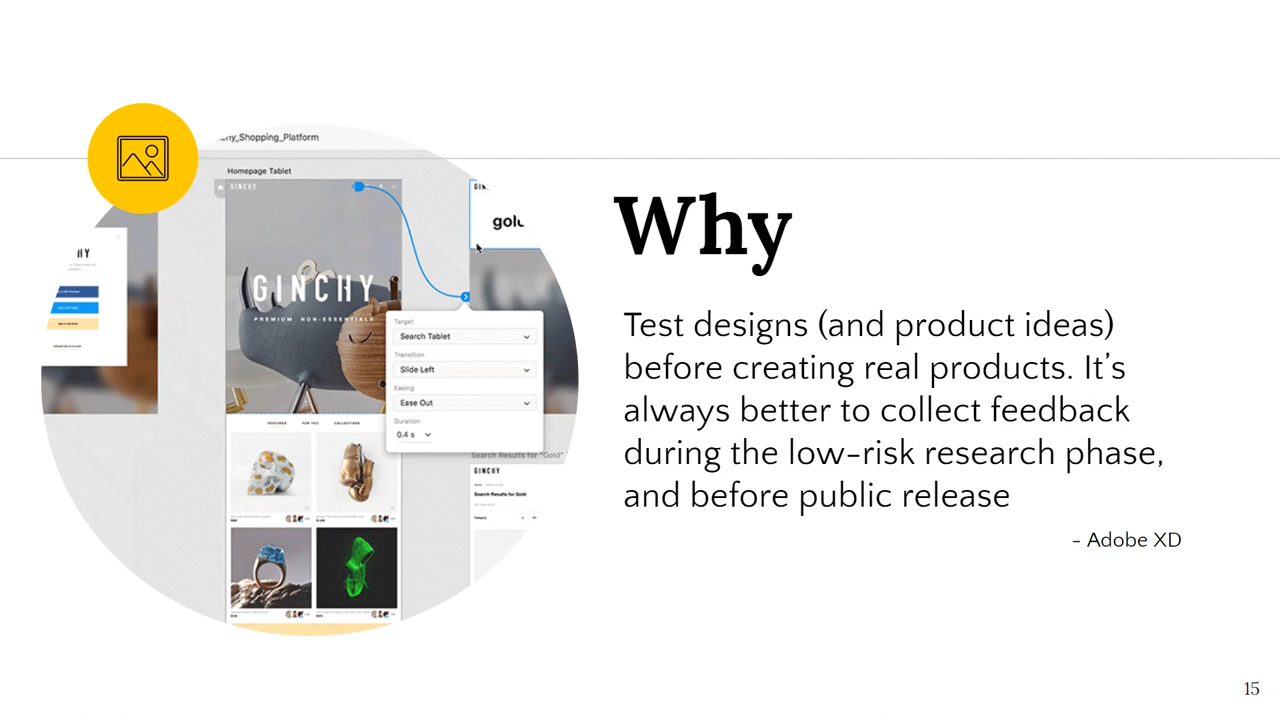 Why
Test designs (and product ideas)
before creating real products. It’s
always better to collect feedback
during the low-risk research phase,
and before public release
- Adobe XD
_Shopping_Platform
Homepage Tablet
GINCHY
GINCHY
PREMIUM NON-ESSENTIALS
Target
Search Tablet
Transition
Slide Left
Easing
Ease Out
Duration
0.4 s
FEATURED FOR YOU COLLECTIONS
Search Results for "Gold"
GINCHY
Search Results for Gold
Category
15